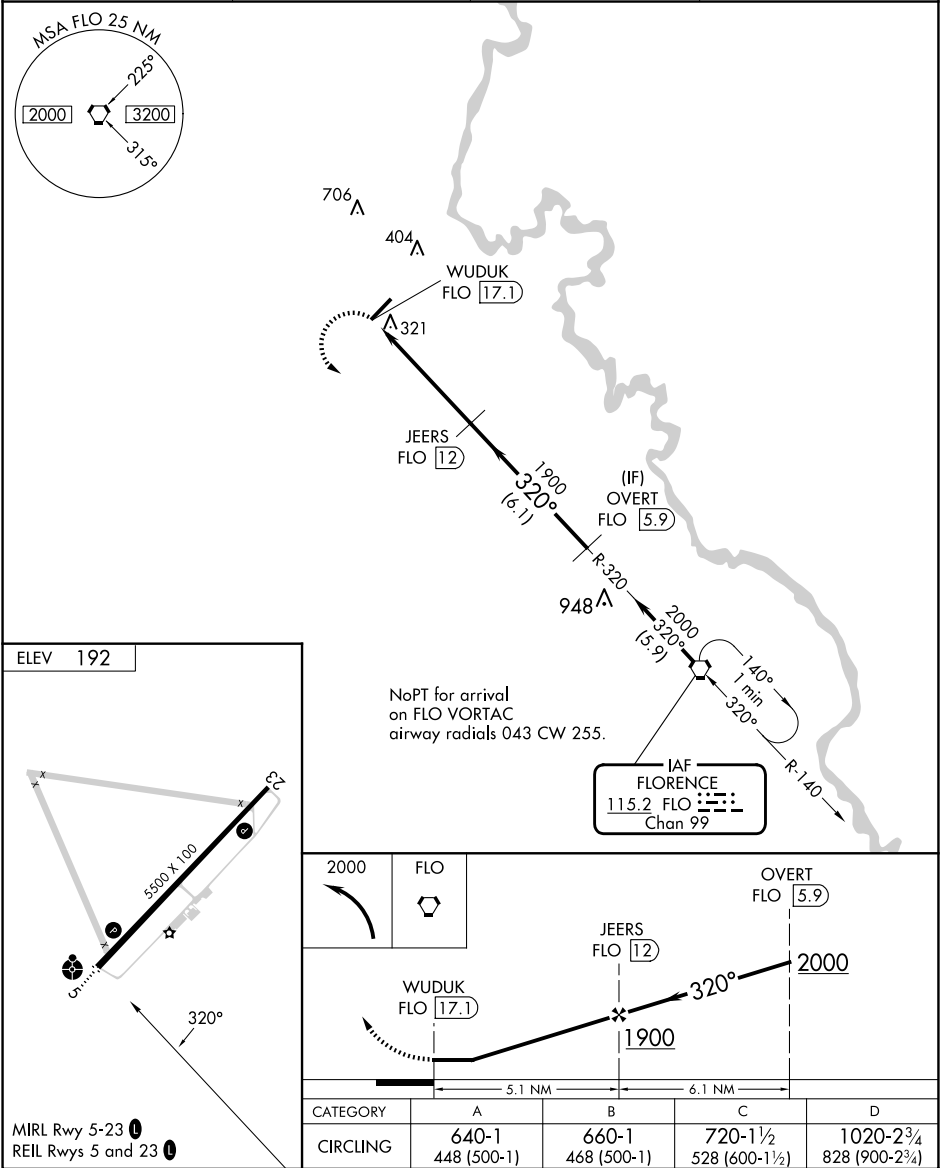 MSA FLO 25 NM
225°
2000
3200
315°
706
404
WUDUK
FLO 17.1
321
JEERS
FLO 12
1900
320°
(6.1)
(IF)
OVERT
FLO 5.9
R-320
948
2000
320°
(5.9)
140°
1 min
320°
R-140
NoPT for arrival
on FLO VORTAC
airway radials 043 CW 255.
IAF
FLORENCE
115.2 FLO
Chan 99
ELEV 192
23
5500 X 100
P
P
5
320°
MIRL Rwy 5-23 L
REIL Rwys 5 and 23 L
2000
FLO
OVERT
FLO 5.9
JEERS
FLO 12
WUDUK
FLO 17.1
320°
2000
1900
5.1 NM
6.1 NM
CATEGORY A B C D
CIRCLING 640-1 660-1 720-1½ 1020-2¾
448 (500-1) 468 (500-1) 528 (600-1½) 828 (900-2¾)